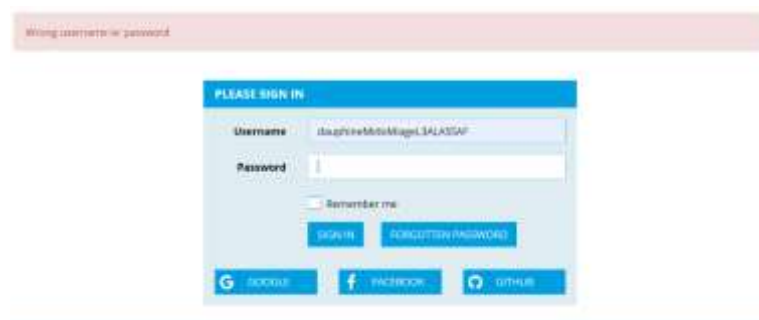 Wrong username or password
PLEASE SIGN IN
Username
Password
Remember me
SIGN IN FORGOTTEN PASSWORD
GOOGLE FACEBOOK GITHUB